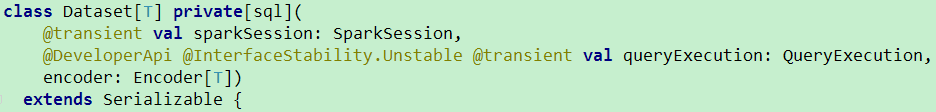 class Dataset[T] private[sql](
    @transient val sparkSession: SparkSession,
    @DeveloperApi @InterfaceStability.Unstable @transient val queryExecution: QueryExecution,
    encoder: Encoder[T])
  extends Serializable {